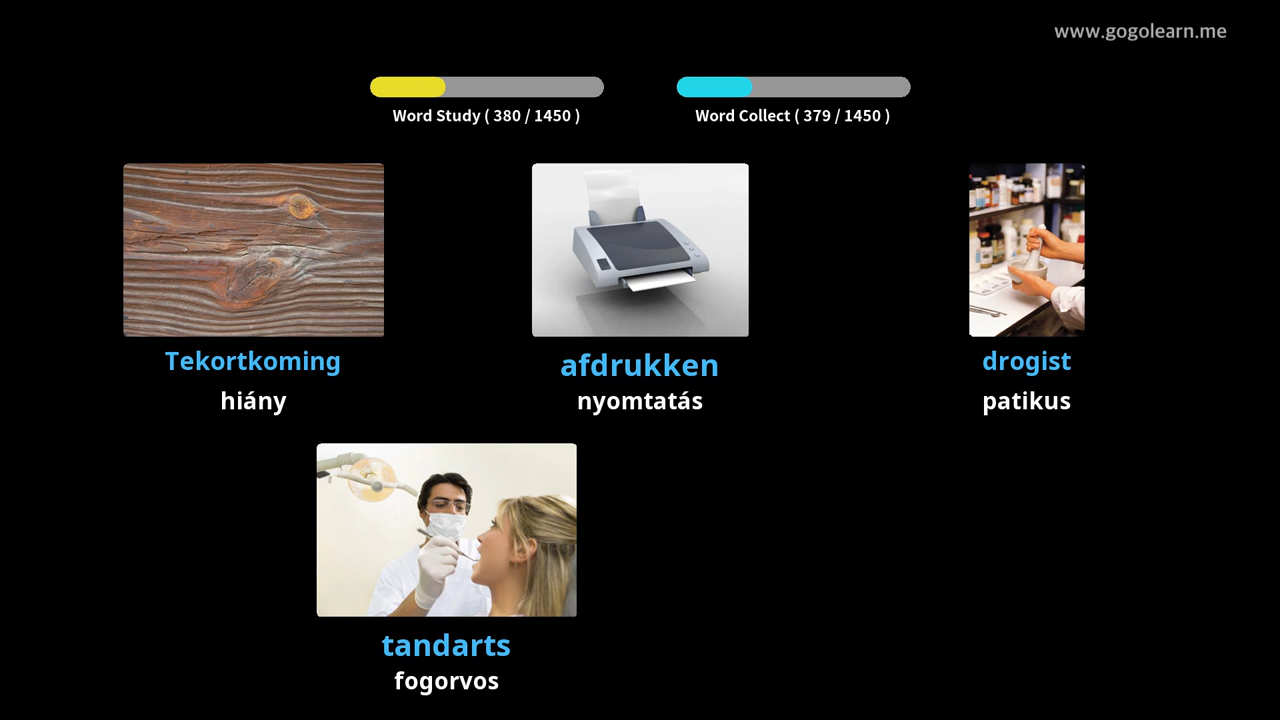 www.gogolearn.me
Word Study ( 380 / 1450 )
Word Collect ( 379 / 1450 )
Tekortkoming
hiány
afdrukken
nyomtatás
drogist
patikus
tandarts
fogorvos